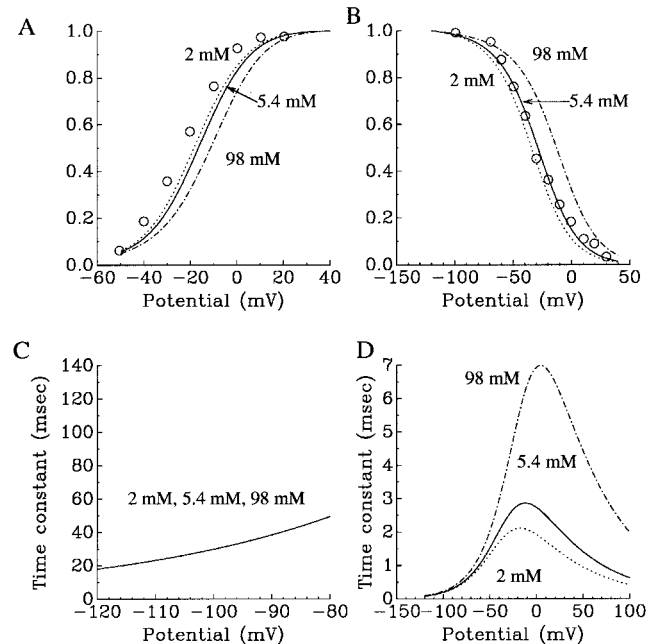 A
1.0
0.8
0.6
0.4
0.2
0.0
2 mM
5.4 mM
98 mM
-60 -40 -20 0 20 40
Potential (mV)
B
1.0
0.8
0.6
0.4
0.2
0.0
98 mM
2 mM
5.4 mM
-150 -100 -50 0 50
Potential (mV)
C
Time constant (msec)
140
120
100
80
60
40
20
0
2 mM, 5.4 mM, 98 mM
-120 -110 -100 -90 -80
Potential (mV)
D
Time constant (msec)
7
6
5
4
3
2
1
0
98 mM
5.4 mM
2 mM
-150 -100 -50 0 50 100
Potential (mV)